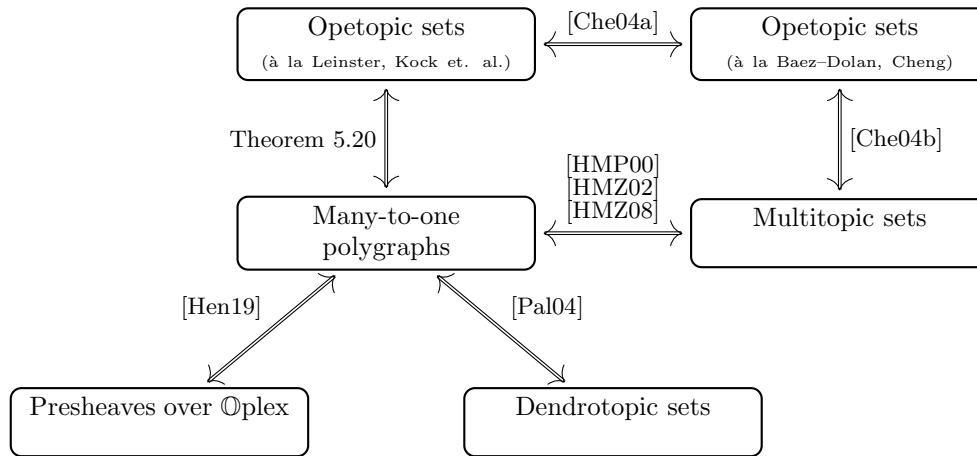 Opetopic sets
(à la Leinster, Kock et. al.)
[Che04a]
Opetopic sets
(à la Baez–Dolan, Cheng)
Theorem 5.20
[Che04b]
[HMP00]
[HMZ02]
[HMZ08]
Many-to-one
polygraphs
Multitopic sets
[Hen19]
[Pal04]
Presheaves over 𝕆plex
Dendrotopic sets